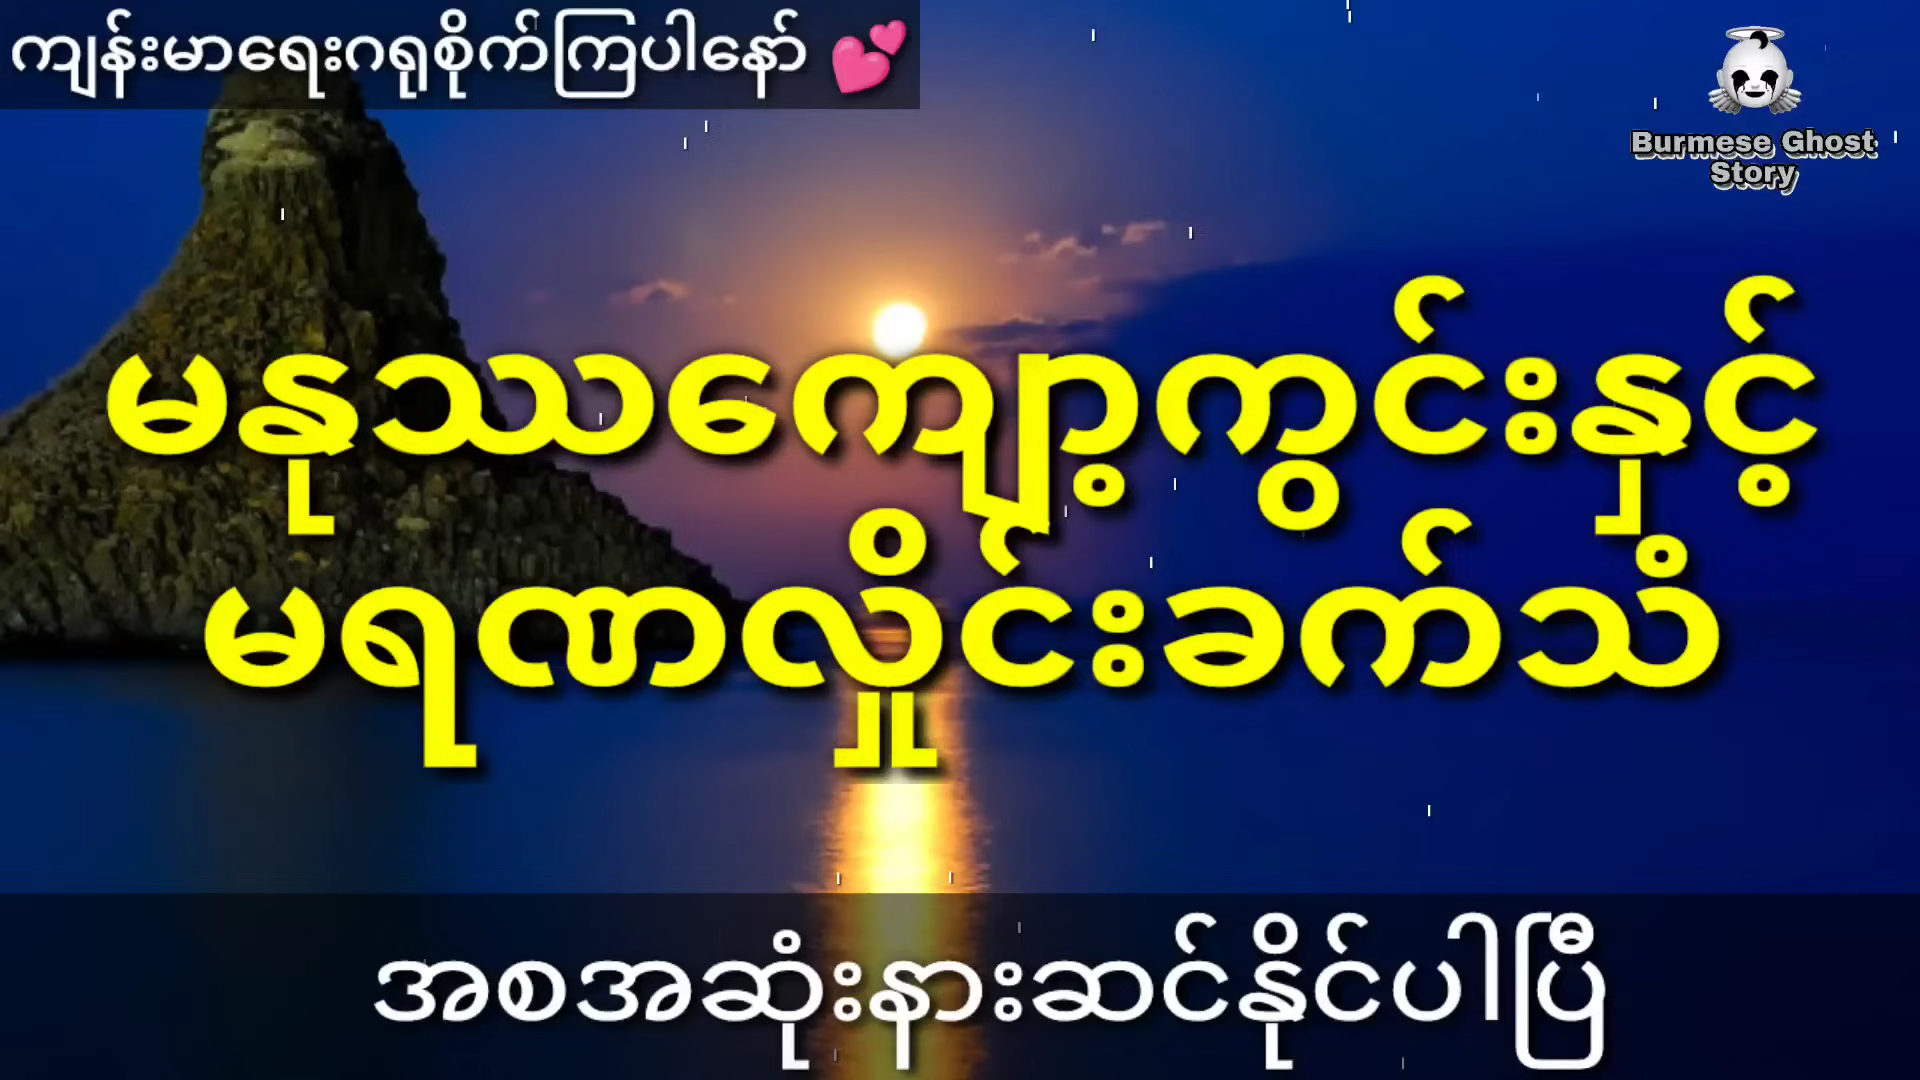 ကျန်းမာရေးဂရုစိုက်ကြပါနော် 💕
Burmese Ghost
Story
မနုဿကျော့ကွင်းနှင့်
မရဏလှိုင်းခက်သံ
အစအဆုံးနားဆင်နိုင်ပါပြီ